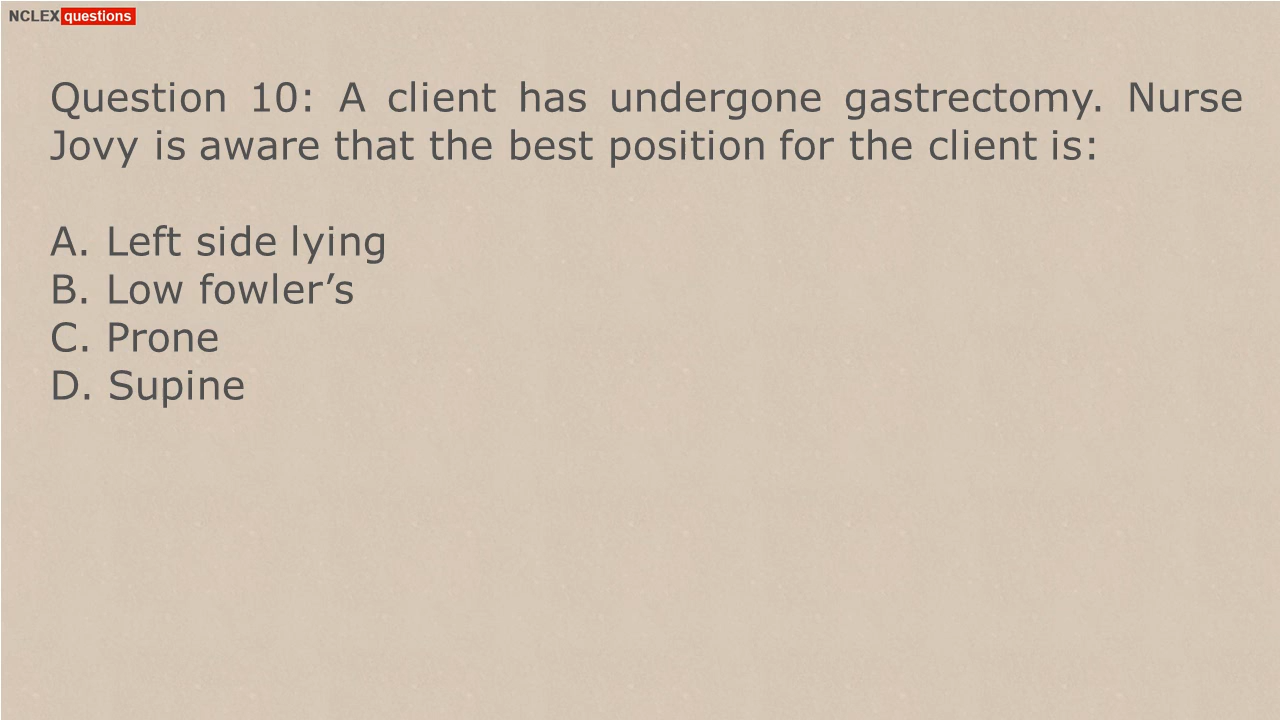 NCLEX questions
Question 10: A client has undergone gastrectomy. Nurse
Jovy is aware that the best position for the client is:
A. Left side lying
B. Low fowler’s
C. Prone
D. Supine